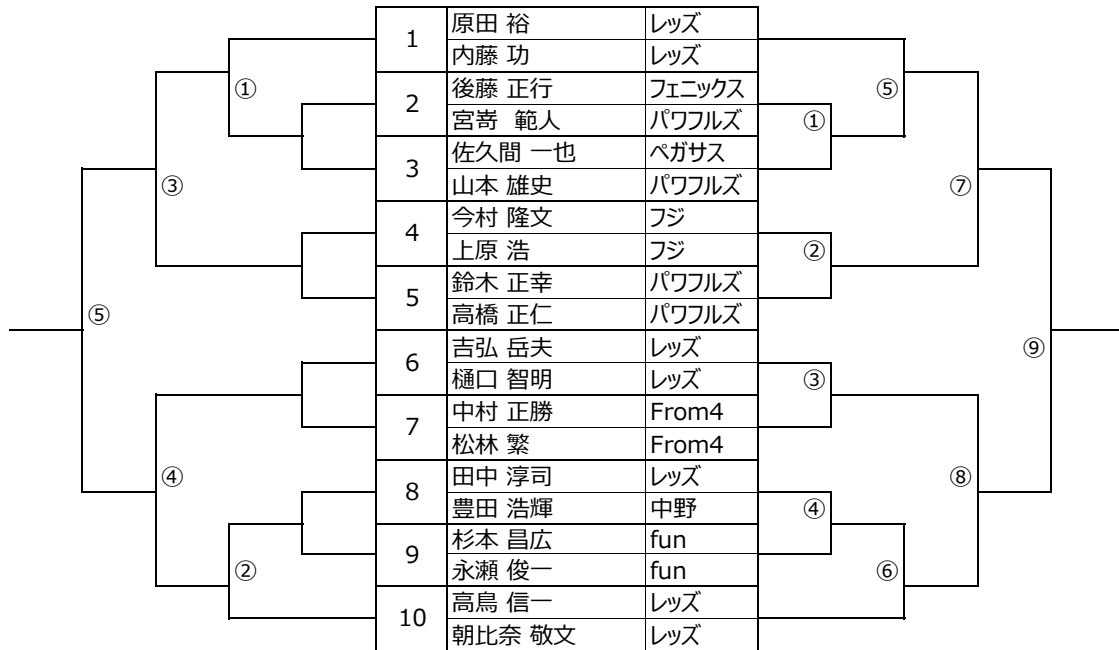 1 原田 裕 レッズ
内藤 功 レッズ
① 2 後藤 正行 フェニックス ⑤
宮嵜 範人 パワフルズ ①
3 佐久間 一也 ペガサス
③ 山本 雄史 パワフルズ ⑦
4 今村 隆文 フジ
上原 浩 フジ ②
5 鈴木 正幸 パワフルズ
⑤ 高橋 正仁 パワフルズ
6 吉弘 岳夫 レッズ ⑨
樋口 智明 レッズ ③
7 中村 正勝 From4
松林 繁 From4
④ 8 田中 淳司 レッズ ⑧
豊田 浩輝 中野 ④
9 杉本 昌広 fun
② 永瀬 俊一 fun ⑥
10 高鳥 信一 レッズ
朝比奈 敬文 レッズ